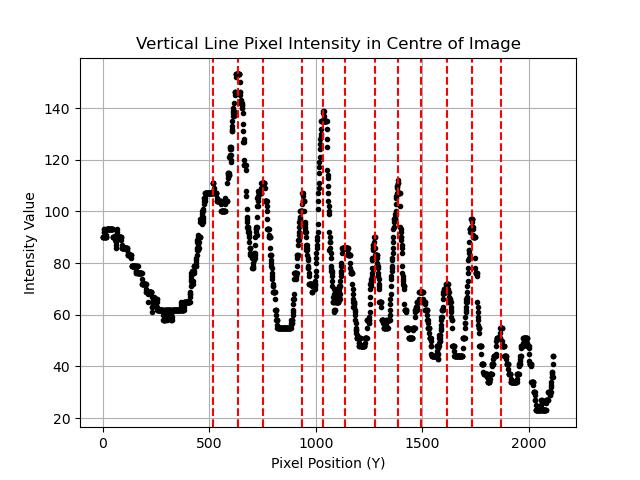 Vertical Line Pixel Intensity in Centre of Image
Intensity Value
140
120
100
80
60
40
20
0 500 1000 1500 2000
Pixel Position (Y)